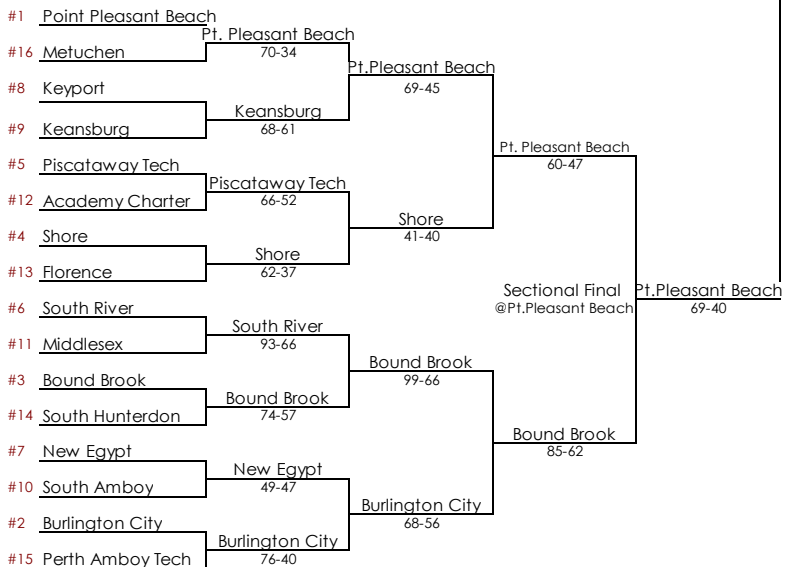 #1 Point Pleasant Beach
Pt. Pleasant Beach
#16 Metuchen
70-34
Pt.Pleasant Beach
#8 Keyport
69-45
Keansburg
#9 Keansburg
68-61
Pt. Pleasant Beach
60-47
#5 Piscataway Tech
Piscataway Tech
#12 Academy Charter
66-52
Shore
41-40
#4 Shore
Shore
#13 Florence
62-37
Sectional Final
Pt.Pleasant Beach
@Pt.Pleasant Beach
69-40
#6 South River
South River
#11 Middlesex
93-66
Bound Brook
99-66
#3 Bound Brook
Bound Brook
#14 South Hunterdon
74-57
Bound Brook
85-62
#7 New Egypt
New Egypt
#10 South Amboy
49-47
Burlington City
68-56
#2 Burlington City
Burlington City
#15 Perth Amboy Tech
76-40